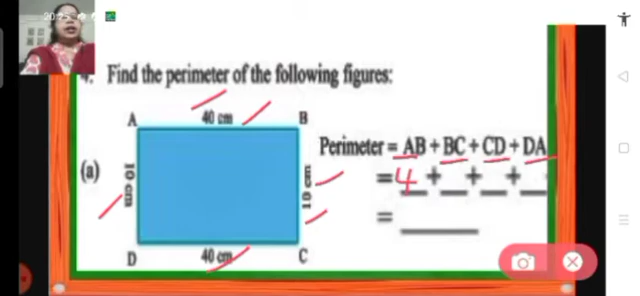 4. Find the perimeter of the following figures:
A 40 cm B
Perimeter = AB + BC + CD + DA
(a) 10 cm 10 cm
= 4 + _ + _ + _
= _
D 40 cm C